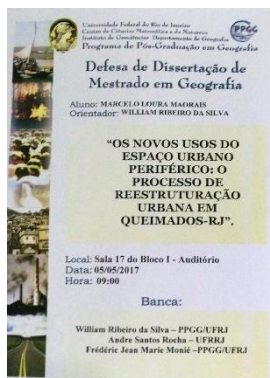 Universidade Federal do Rio de Janeiro
Centro de Ciências Matemática e da Natureza
Instituto de Geociências Departamento de Geografia
Programa de Pós-Graduação em Geografia
PPGG
Defesa de Dissertação de
Mestrado em Geografia
Aluno: MARCELO LOURA MAORAIS
Orientador: WILLIAM RIBEIRO DA SILVA
“OS NOVOS USOS DO
ESPAÇO URBANO
PERIFÉRICO: O
PROCESSO DE
REESTRUTURAÇÃO
URBANA EM
QUEIMADOS-RJ”.
Local: Sala 17 do Bloco I - Auditório
Data: 05/05/2017
Hora: 09:00
Banca:
William Ribeiro da Silva – PPGG/UFRJ
Andre Santos Rocha – UFRRJ
Frédéric Jean Marie Monié –PPGG/UFRJ